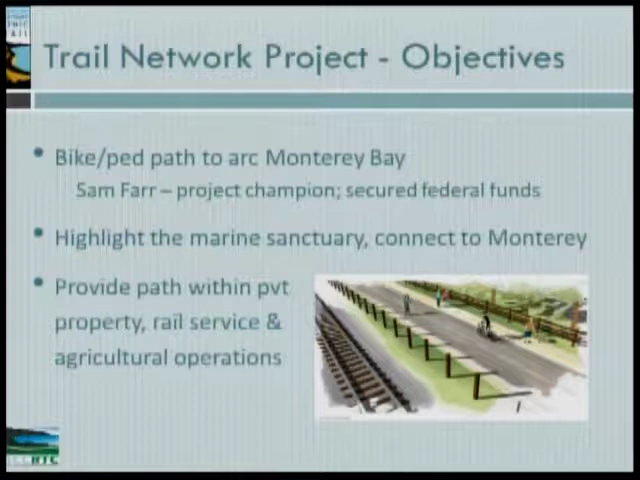 Trail Network Project - Objectives
Bike/ped path to arc Monterey Bay
Sam Farr – project champion; secured federal funds
Highlight the marine sanctuary, connect to Monterey
Provide path within pvt
property, rail service &
agricultural operations